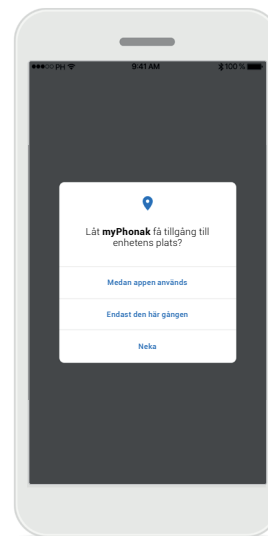 ●●●○○ PH 9:41 AM 100 %
Låt myPhonak få tillgång till
enhetens plats?
Medan appen används
Endast den här gången
Neka